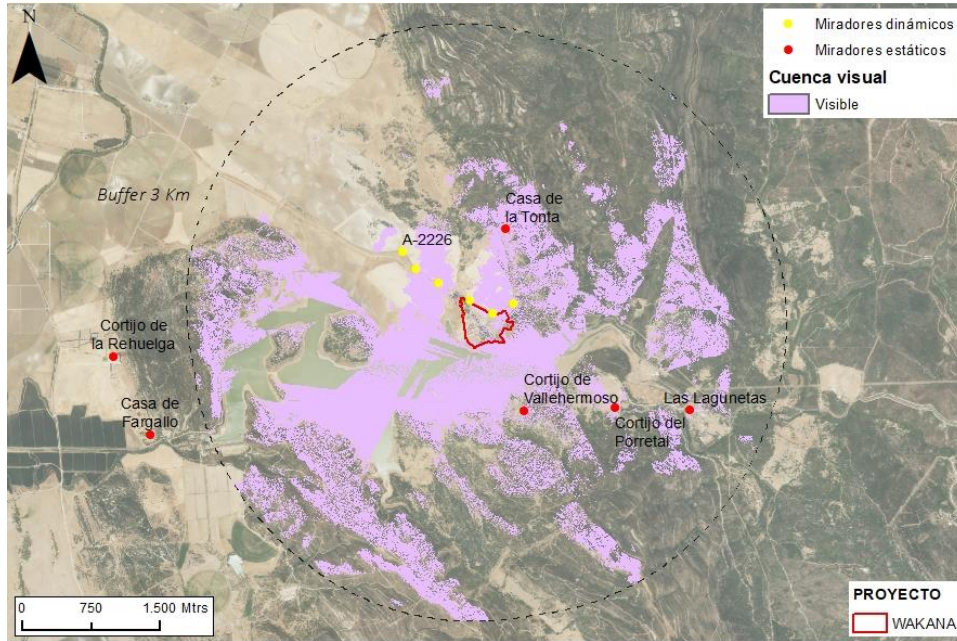 N
Miradores dinámicos
Miradores estáticos
Cuenca visual
Visible
Buffer 3 Km
Casa de
la Tonta
A-2226
Cortijo de
la Rehuelga
Casa de
Fargallo
Cortijo de
Vallehermoso
Las Lagunetas
Cortijo del
Porretal
0 750 1.500 Mtrs
PROYECTO
WAKANA